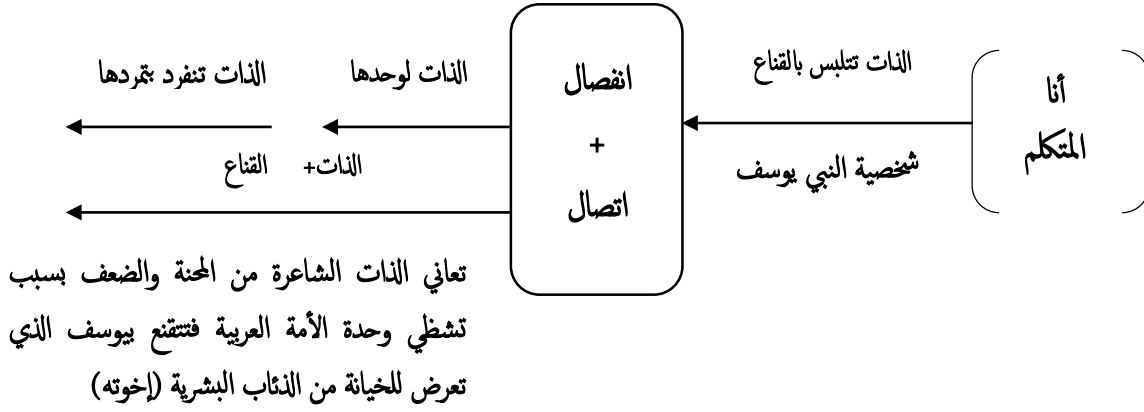 أنا
المتكلم
الذات تتلبس بالقناع
شخصية النبي يوسف
انفصال
+
اتصال
الذات لوحدها
الذات تنفرد بتمردها
الذات+ القناع
تعاني الذات الشاعرة من المحنة والضعف بسبب
تشظي وحدة الأمة العربية فتتقنع بيوسف الذي
تعرض للخيانة من الذئاب البشرية (إخوته)